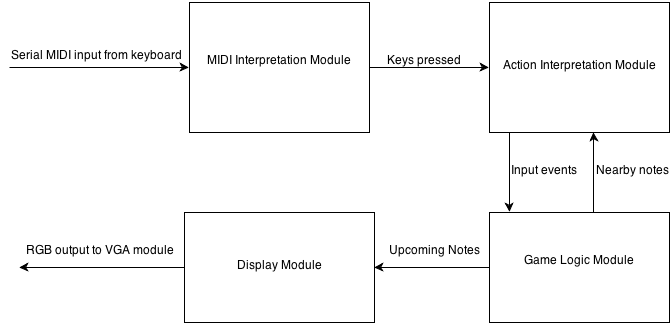 Serial MIDI input from keyboard
MIDI Interpretation Module
Keys pressed
Action Interpretation Module
Input events
Nearby notes
RGB output to VGA module
Display Module
Upcoming Notes
Game Logic Module